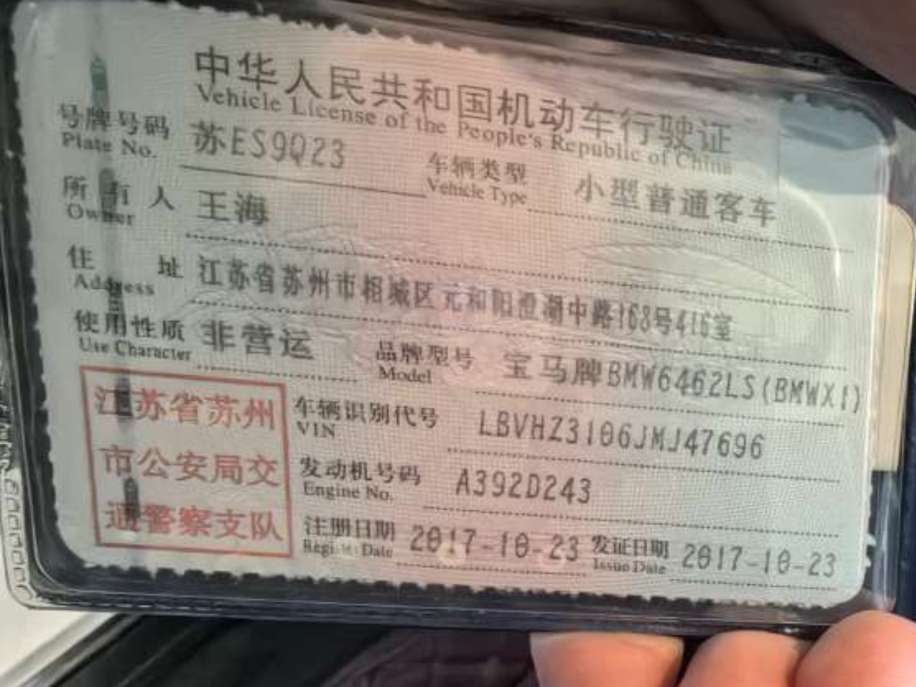 中华人民共和国机动车行驶证
Vehicle License of the People's Republic of China
号牌号码 苏ES9Q23 车辆类型 小型普通客车
Plate No. Vehicle Type
所有人 王海
Owner
住址 江苏省苏州市相城区元和阳澄湖中路168号416室
Address
使用性质 非营运 品牌型号 宝马牌BMW6462LS(BMWX1)
Use Character Model
江苏省苏州
市公安局交
通警察支队
车辆识别代号 LBVHZ3106JMJ47696
VIN
发动机号码 A392D243
Engine No.
注册日期 2017-10-23 发证日期 2017-10-23
Register Date Issue Date